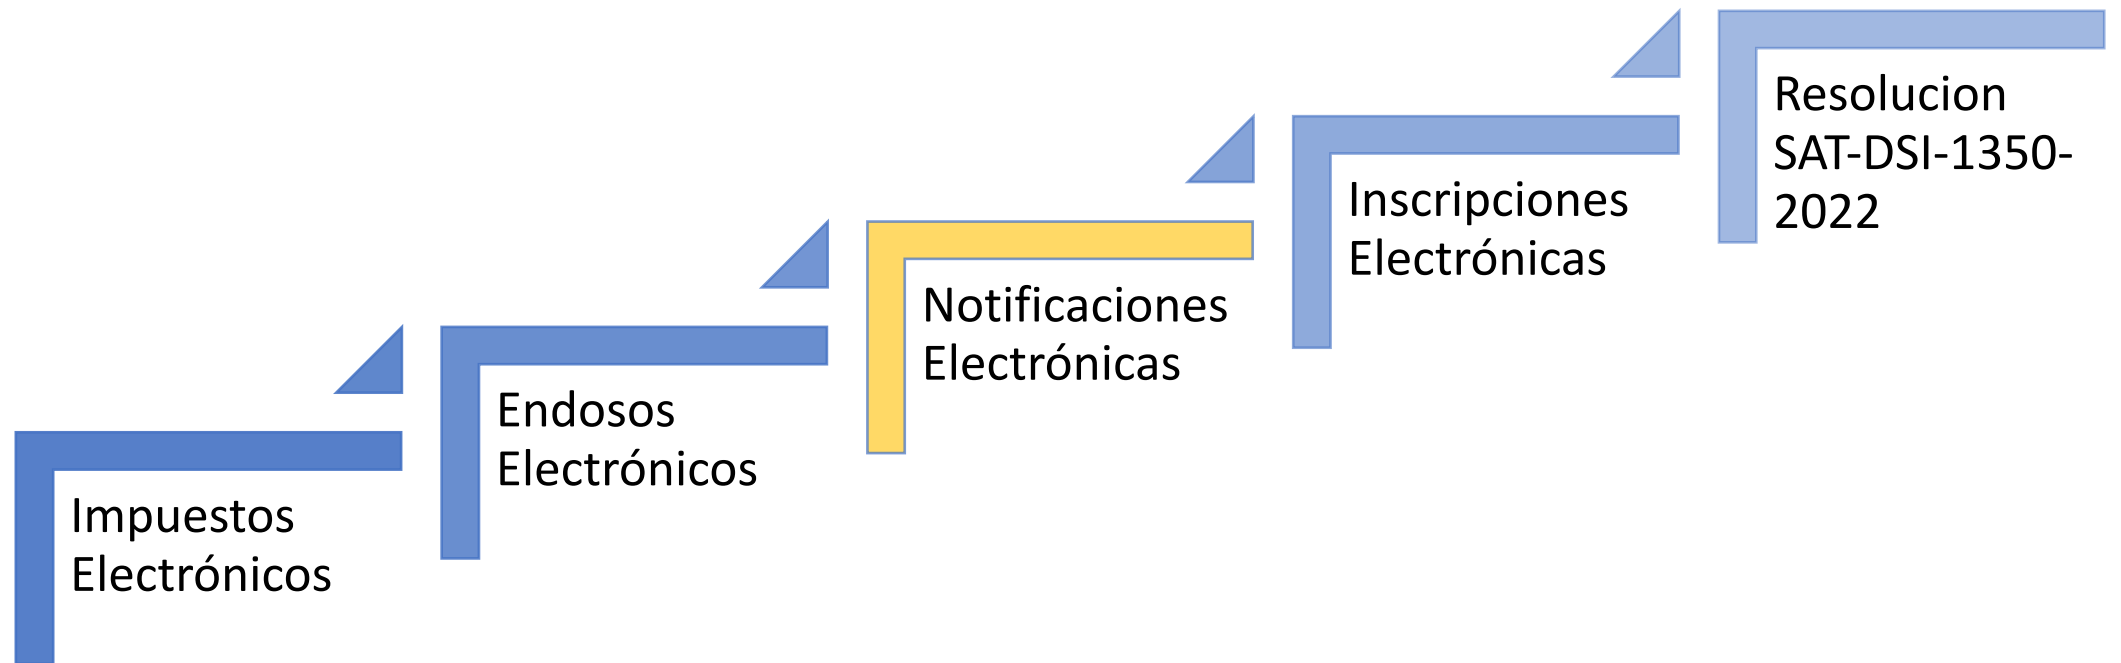 Impuestos
Electrónicos
Endosos
Electrónicos
Notificaciones
Electrónicas
Inscripciones
Electrónicas
Resolucion
SAT-DSI-1350-
2022